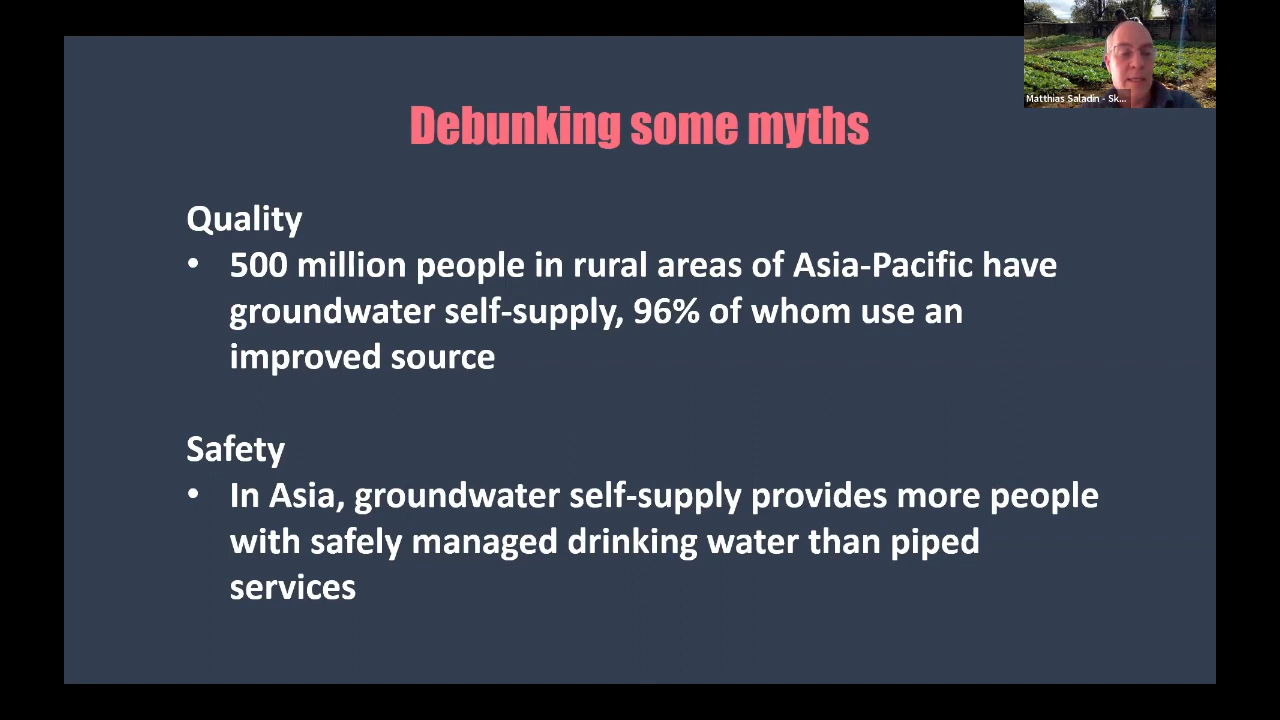 Matthias Saladin - Sk...
Debunking some myths
Quality
• 500 million people in rural areas of Asia-Pacific have
groundwater self-supply, 96% of whom use an
improved source
Safety
• In Asia, groundwater self-supply provides more people
with safely managed drinking water than piped
services